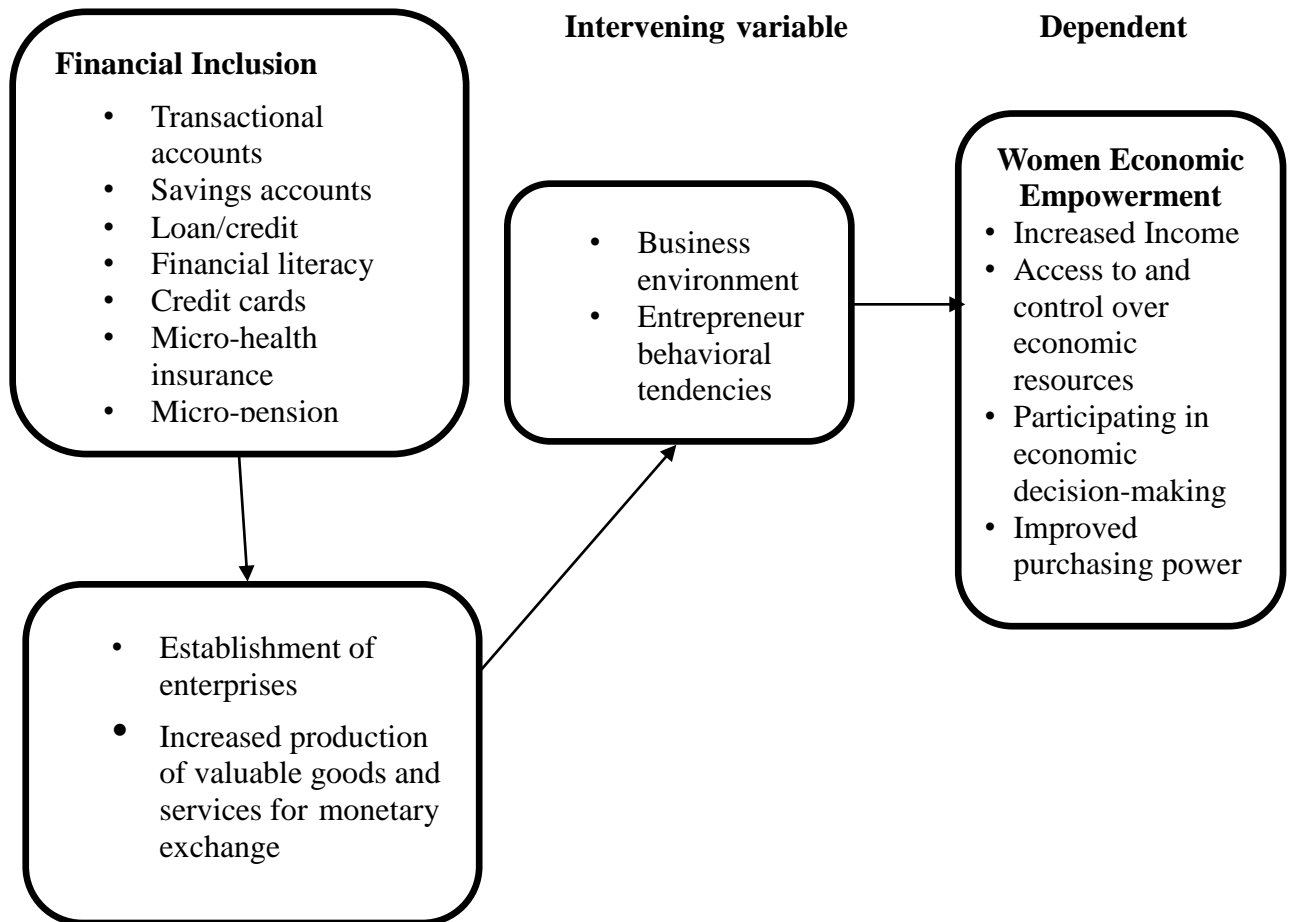 Intervening variable
Dependent
Financial Inclusion
• Transactional
accounts
• Savings accounts
• Loan/credit
• Financial literacy
• Credit cards
• Micro-health
insurance
• Micro-pension
• Establishment of
enterprises
• Increased production
of valuable goods and
services for monetary
exchange
• Business
environment
• Entrepreneur
behavioral
tendencies
Women Economic
Empowerment
• Increased Income
• Access to and
control over
economic
resources
• Participating in
economic
decision-making
• Improved
purchasing power